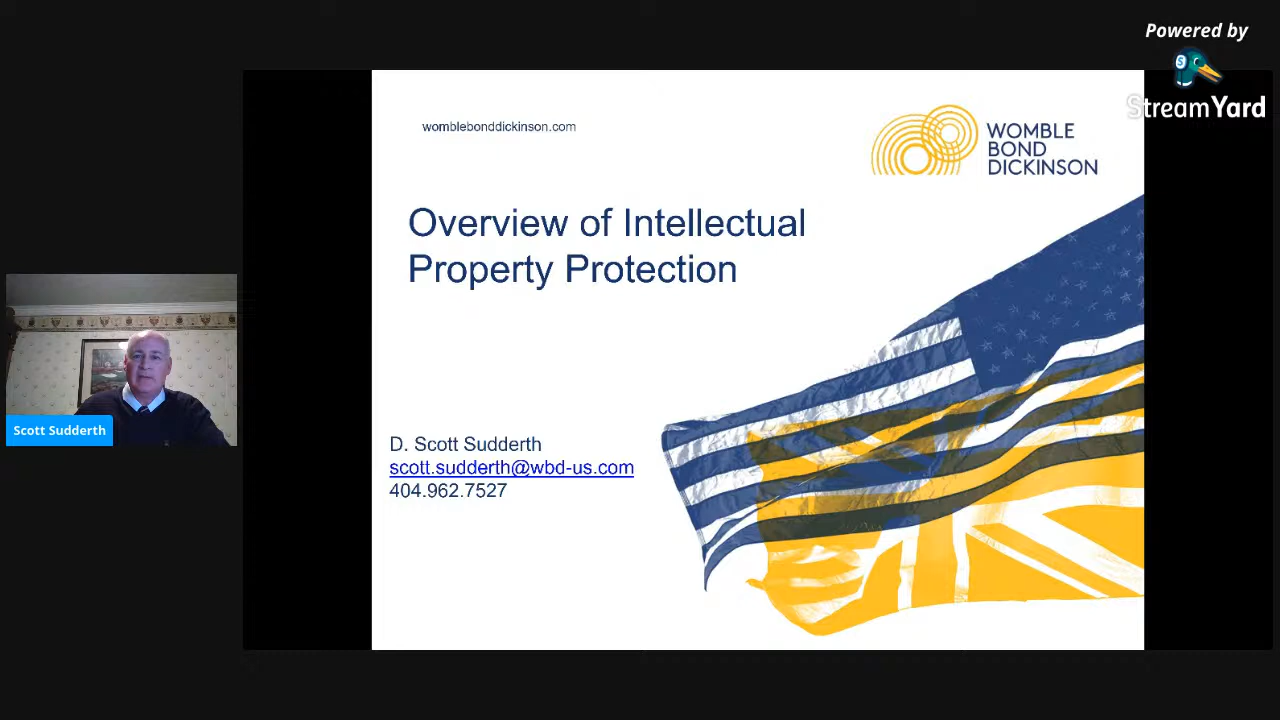 Powered by
StreamYard
womblebonddickinson.com
WOMBLE
BOND
DICKINSON
Overview of Intellectual
Property Protection
D. Scott Sudderth
scott.sudderth@wbd-us.com
404.962.7527
Scott Sudderth